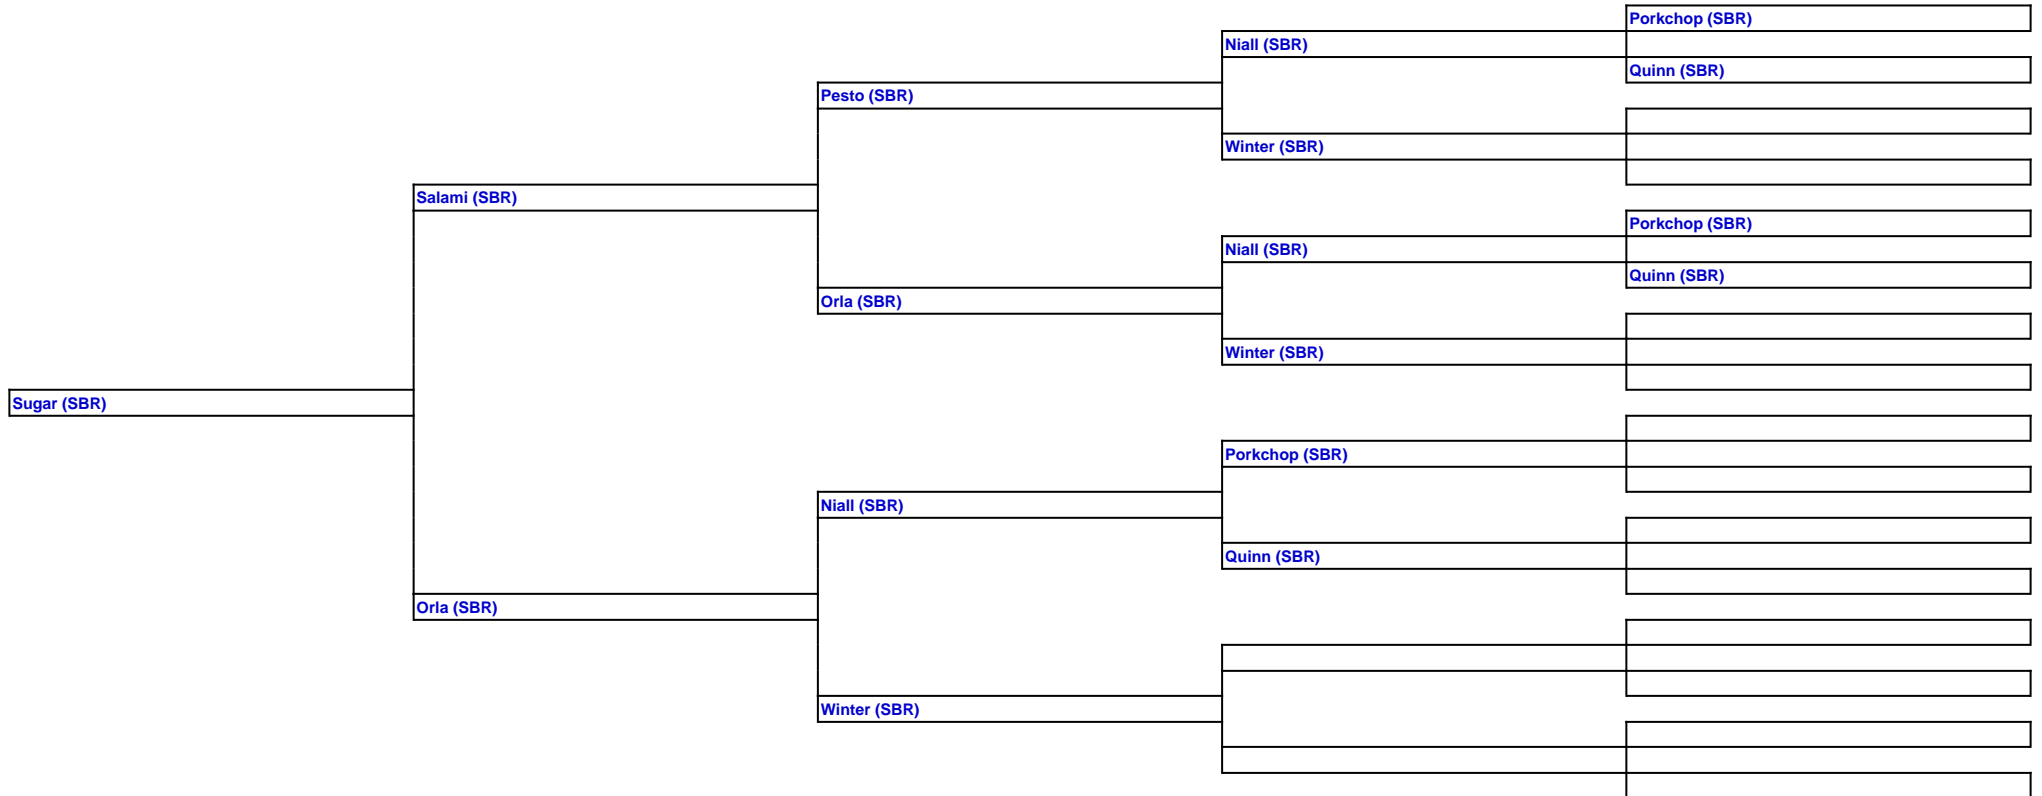 Porkchop (SBR)
Niall (SBR)
Quinn (SBR)
Pesto (SBR)
Winter (SBR)
Salami (SBR)
Porkchop (SBR)
Niall (SBR)
Quinn (SBR)
Orla (SBR)
Winter (SBR)
Sugar (SBR)
Porkchop (SBR)
Niall (SBR)
Quinn (SBR)
Orla (SBR)
Winter (SBR)